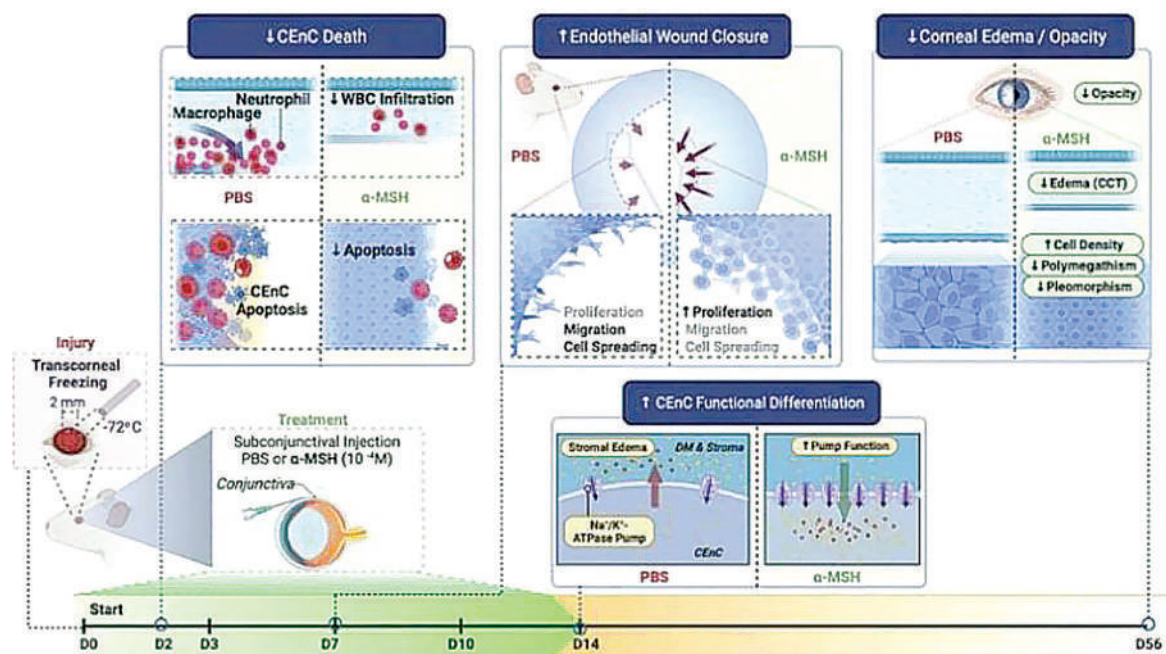 ↓CEnC Death
Neutrophil
Macrophage
↓WBC Infiltration
PBS
α-MSH
CEnC
Apoptosis
↓ Apoptosis
↑ Endothelial Wound Closure
PBS
α-MSH
Proliferation
Migration
Cell Spreading
↑ Proliferation
Migration
Cell Spreading
↓Corneal Edema / Opacity
↓ Opacity
PBS
α-MSH
↓ Edema (CCT)
↑ Cell Density
↓ Polymegathism
↓ Pleomorphism
Injury
Transcorneal
Freezing
2 mm
-72°C
Treatment
Subconjunctival Injection
PBS or α-MSH (10⁻⁴M)
Conjunctiva
↑ CEnC Functional Differentiation
Stromal Edema
DM & Stroma
Na⁺/K⁺-
ATPase Pump
CEnC
PBS
↑ Pump Function
α-MSH
Start
D0
D2
D3
D7
D10
D14
D56